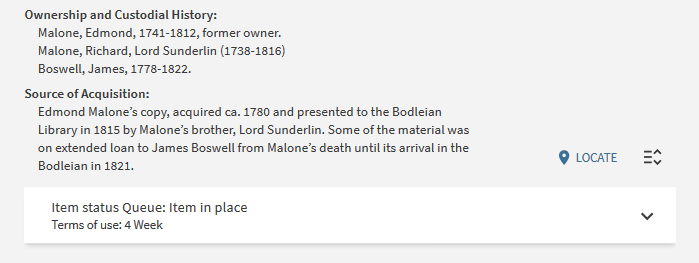 Ownership and Custodial History:
Malone, Edmond, 1741-1812, former owner.
Malone, Richard, Lord Sunderlin (1738-1816)
Boswell, James, 1778-1822.
Source of Acquisition:
Edmond Malone's copy, acquired ca. 1780 and presented to the Bodleian
Library in 1815 by Malone's brother, Lord Sunderlin. Some of the material was
on extended loan to James Boswell from Malone's death until its arrival in the
Bodleian in 1821.
LOCATE
Item status Queue: Item in place
Terms of use: 4 Week